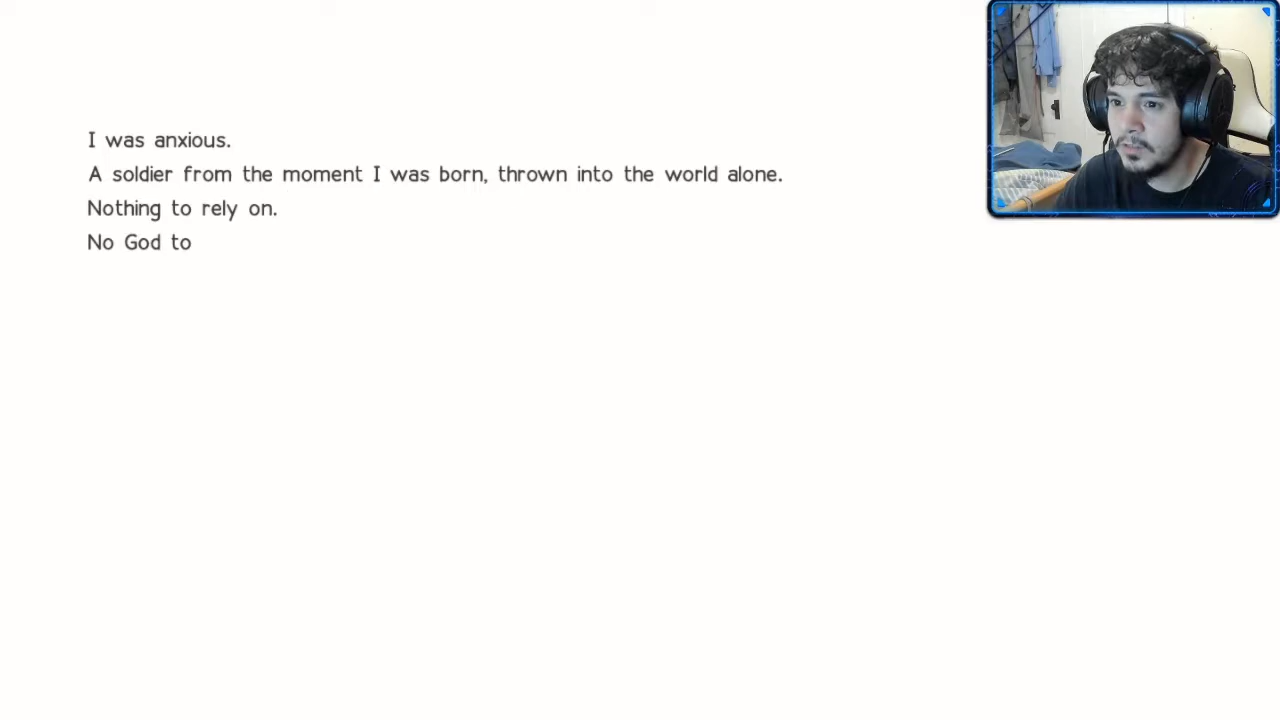 I was anxious.
A soldier from the moment I was born, thrown into the world alone.
Nothing to rely on.
No God to